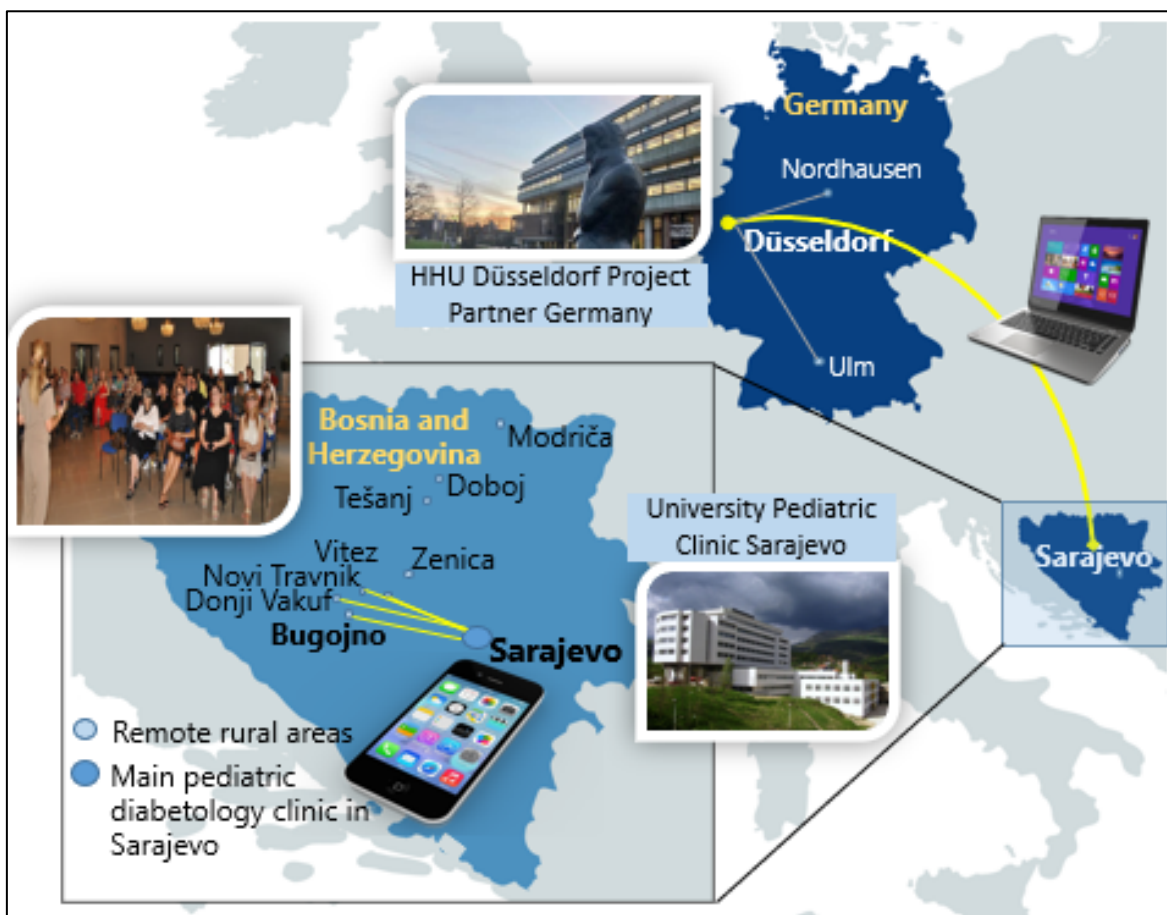 Germany
Nordhausen
Düsseldorf
Ulm
HHU Düsseldorf Project
Partner Germany
Bosnia and
Herzegovina
Modriča
Doboj
Tešanj
Vitez
Zenica
Novi Travnik
Donji Vakuf
Bugojno
Sarajevo
University Pediatric
Clinic Sarajevo
Sarajevo
Remote rural areas
Main pediatric
diabetology clinic in
Sarajevo